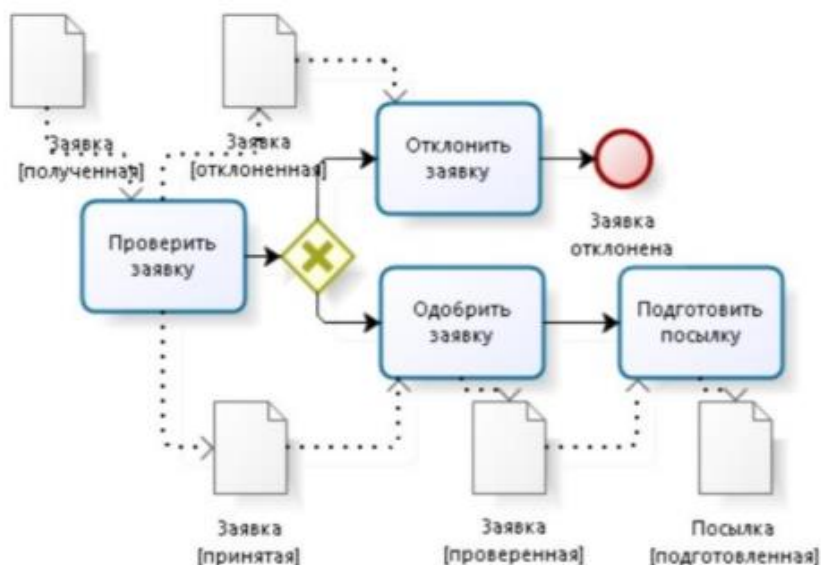 Заявка
[полученная]
Заявка
[отклоненная]
Отклонить
заявку
Заявка
отклонена
Проверить
заявку
Одобрить
заявку
Подготовить
посылку
Заявка
[принятая]
Заявка
[проверенная]
Посылка
[подготовленная]